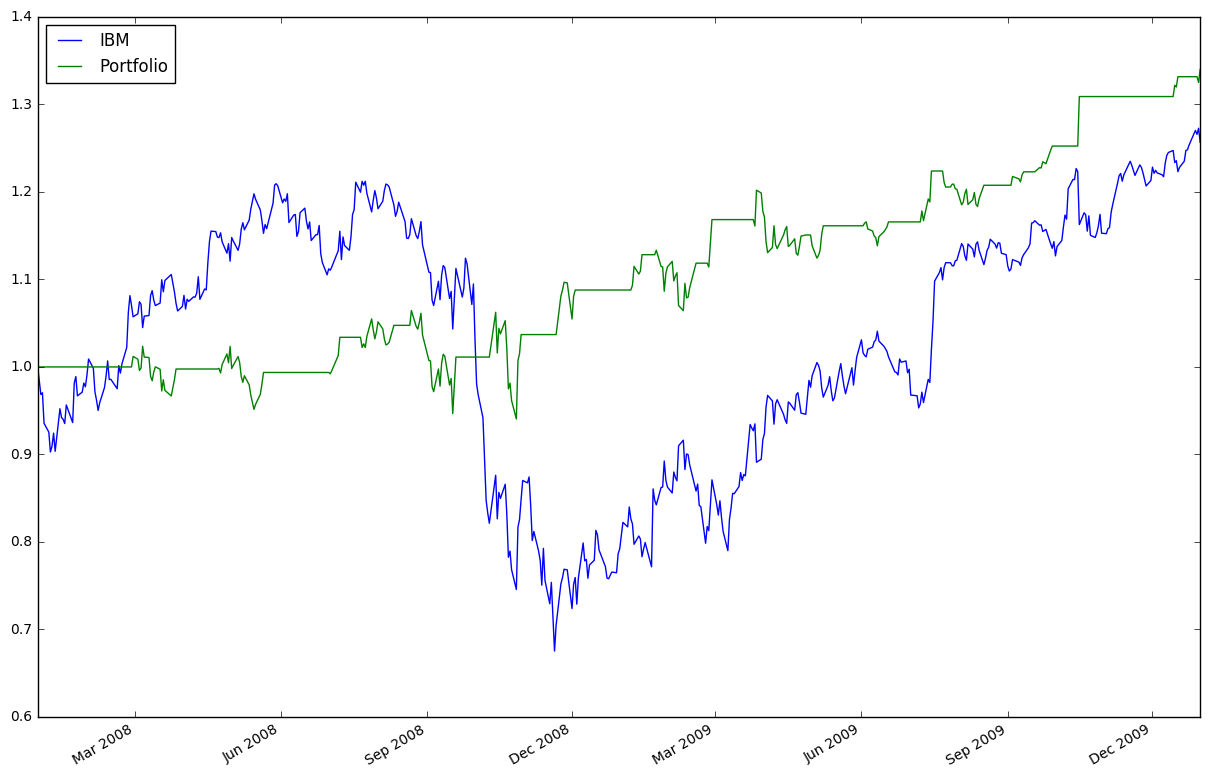 IBM
Portfolio
1.4
1.3
1.2
1.1
1.0
0.9
0.8
0.7
0.6
Mar 2008
Jun 2008
Sep 2008
Dec 2008
Mar 2009
Jun 2009
Sep 2009
Dec 2009